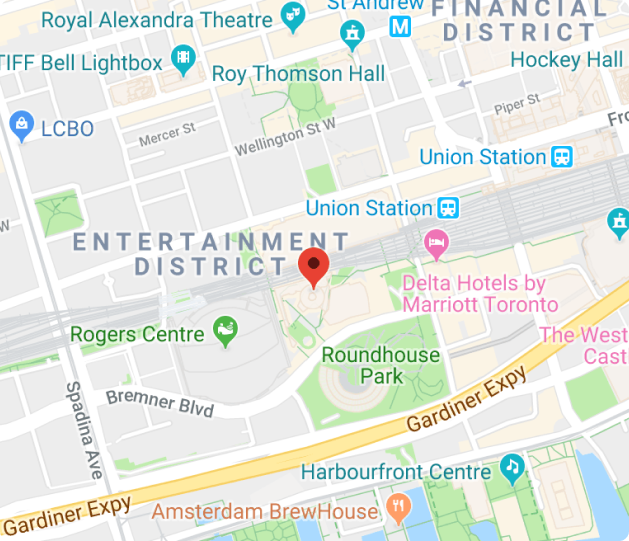 St Andrew
FINANCIAL
DISTRICT
Royal Alexandra Theatre
TIFF Bell Lightbox
Roy Thomson Hall
Hockey Hall
Piper St
LCBO
Mercer St
Wellington St W
Fro
Union Station
W
Union Station
ENTERTAINMENT
DISTRICT
Delta Hotels by
Marriott Toronto
Rogers Centre
The West
Castl
Roundhouse
Park
Bremner Blvd
Spadina Ave
Gardiner Expy
Harbourfront Centre
Gardiner Expy
Amsterdam BrewHouse